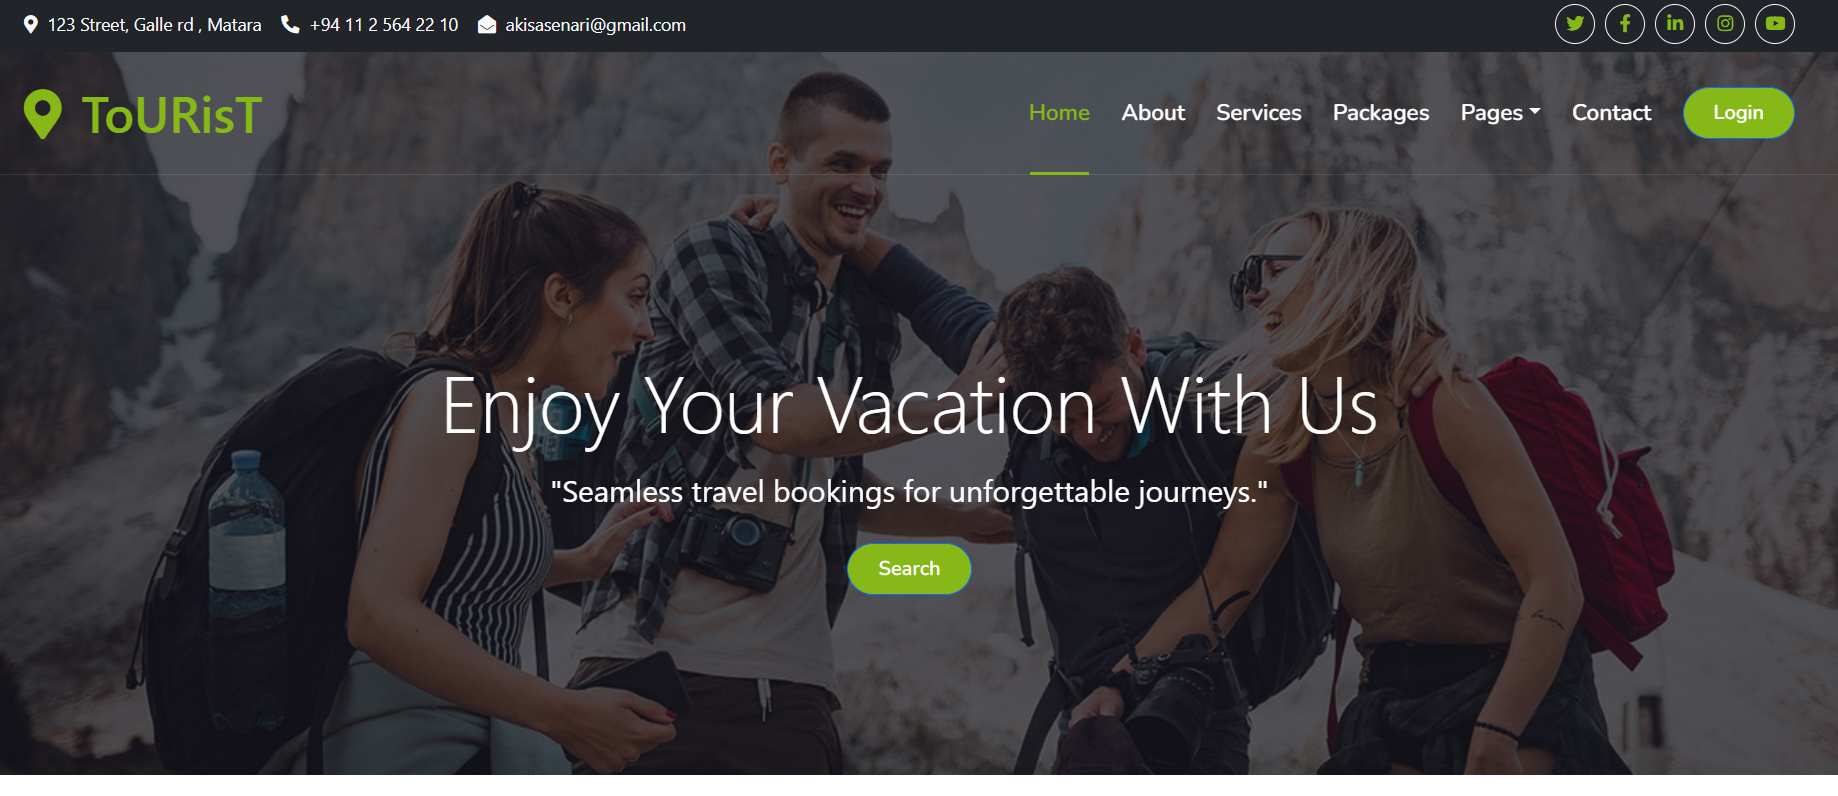 123 Street, Galle rd , Matara +94 11 2 564 22 10 akisasenari@gmail.com
ToURisT Home About Services Packages Pages Contact Login
Enjoy Your Vacation With Us
"Seamless travel bookings for unforgettable journeys."
Search